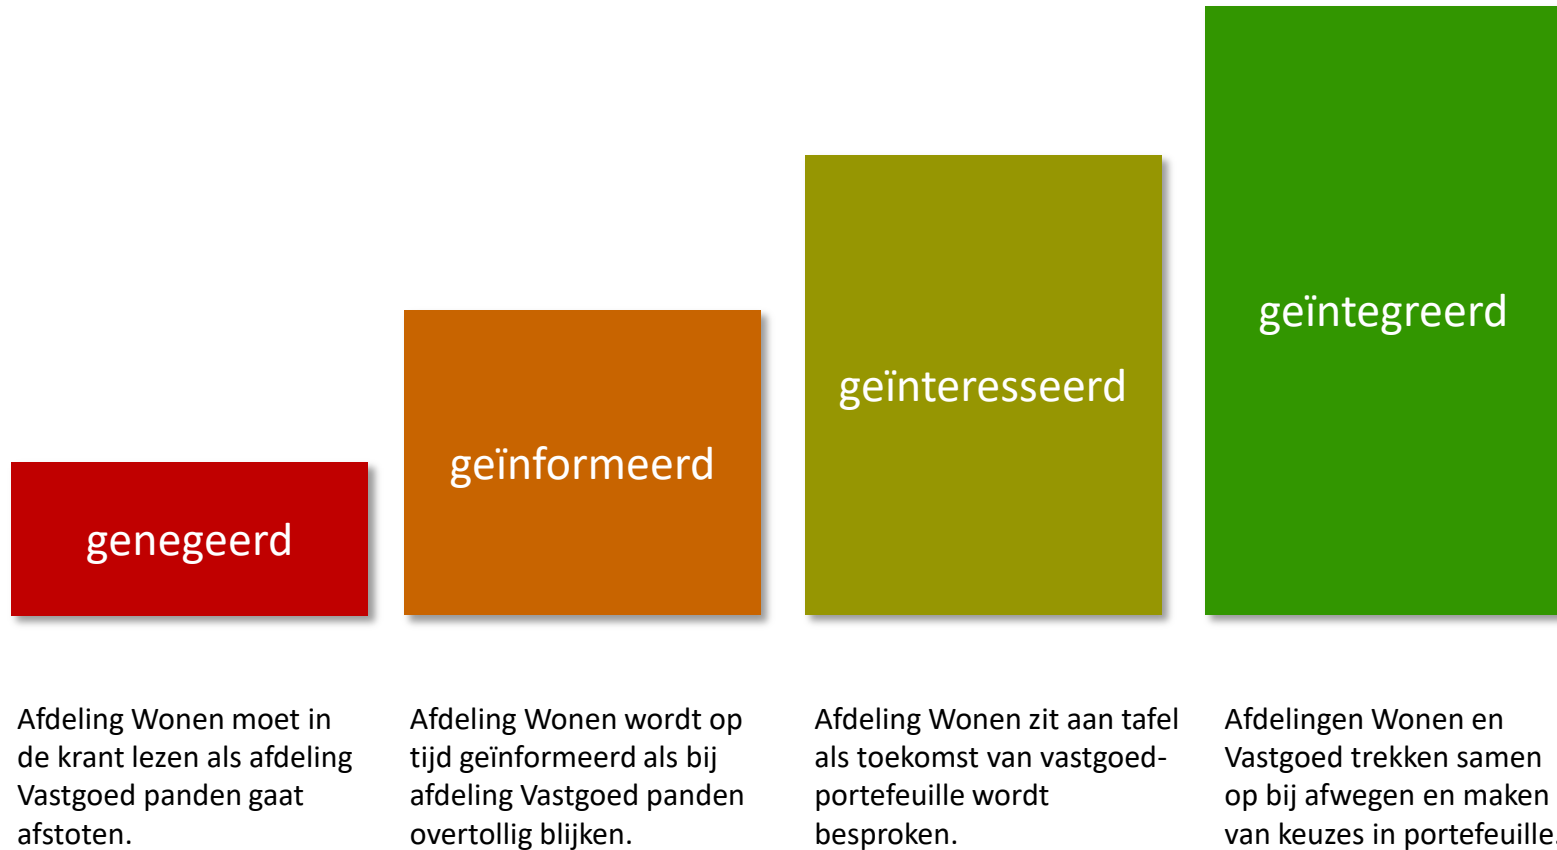 genegeerd
geïnformeerd
geïnteresseerd
geïntegreerd
Afdeling Wonen moet in
de krant lezen als afdeling
Vastgoed panden gaat
afstoten.
Afdeling Wonen wordt op
tijd geïnformeerd als bij
afdeling Vastgoed panden
overtollig blijken.
Afdeling Wonen zit aan tafel
als toekomst van vastgoed-
portefeuille wordt
besproken.
Afdelingen Wonen en
Vastgoed trekken samen
op bij afwegen en maken
van keuzes in portefeuille.